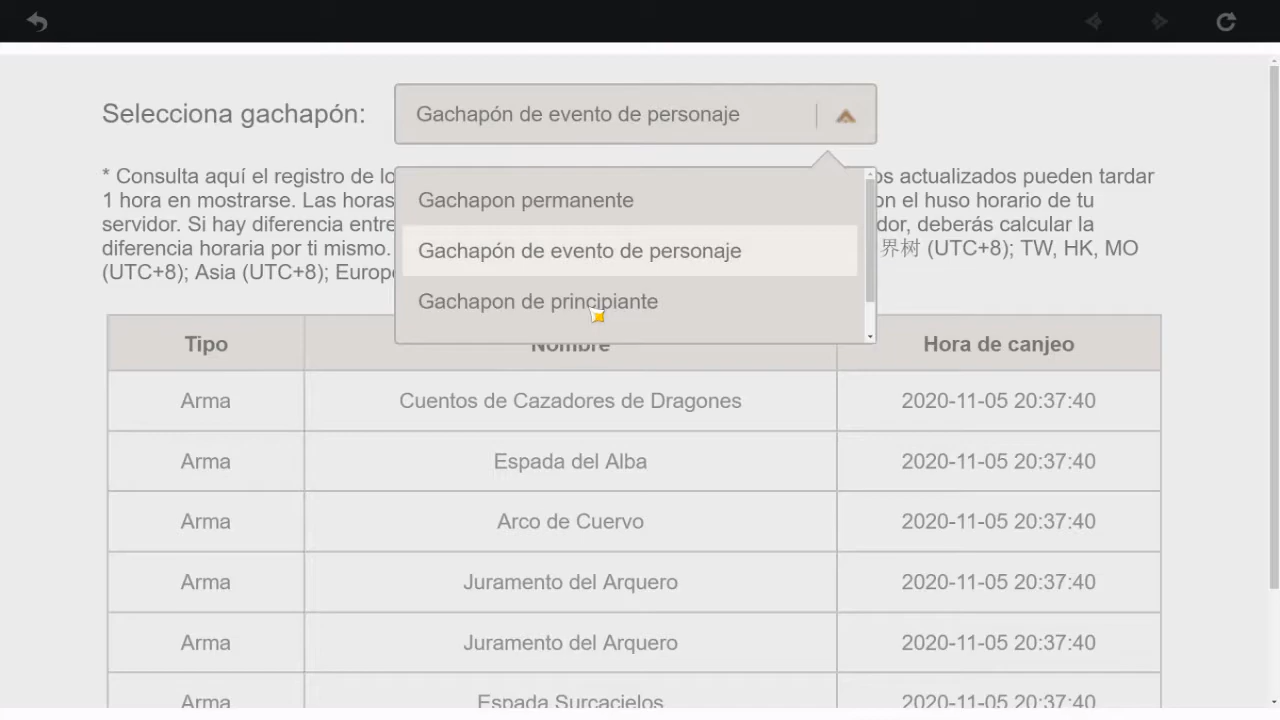 Selecciona gachapón: Gachapón de evento de personaje
* Consulta aquí el registro de lo os actualizados pueden tardar
1 hora en mostrarse. Las horas on el huso horario de tu
servidor. Si hay diferencia entre dor, deberás calcular la
diferencia horaria por ti mismo. 界树 (UTC+8); TW, HK, MO
(UTC+8); Asia (UTC+8); Europ
Gachapon permanente
Gachapón de evento de personaje
Gachapon de principiante
Tipo Nombre Hora de canjeo
Arma Cuentos de Cazadores de Dragones 2020-11-05 20:37:40
Arma Espada del Alba 2020-11-05 20:37:40
Arma Arco de Cuervo 2020-11-05 20:37:40
Arma Juramento del Arquero 2020-11-05 20:37:40
Arma Juramento del Arquero 2020-11-05 20:37:40
Arma Espada Surcacielos 2020-11-05 20:37:40